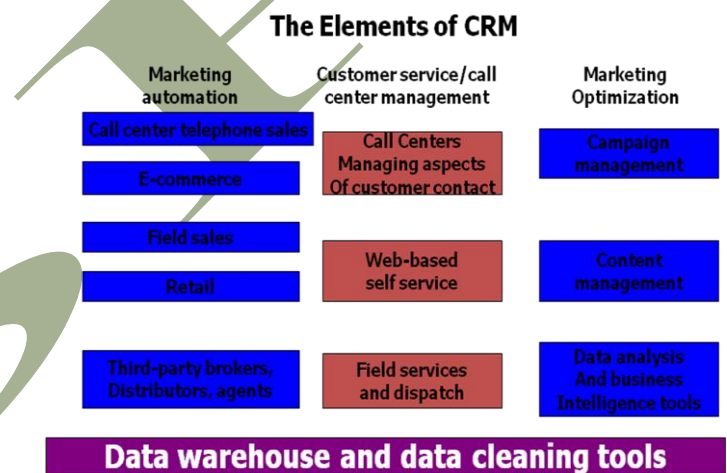 The Elements of CRM
Marketing
automation
Customer service/call
center management
Marketing
Optimization
Call center telephone sales
E-commerce
Field sales
Retail
Third-party brokers,
Distributors, agents
Call Centers
Managing aspects
Of customer contact
Web-based
self service
Field services
and dispatch
Campaign
management
Content
management
Data analysis
And business
Intelligence tools
Data warehouse and data cleaning tools